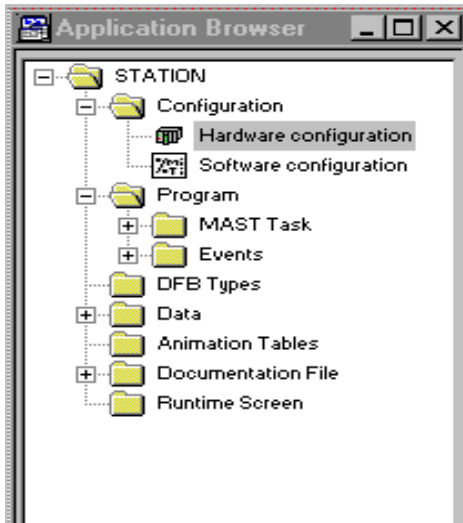 Application Browser
STATION
Configuration
Hardware configuration
Software configuration
Program
MAST Task
Events
DFB Types
Data
Animation Tables
Documentation File
Runtime Screen